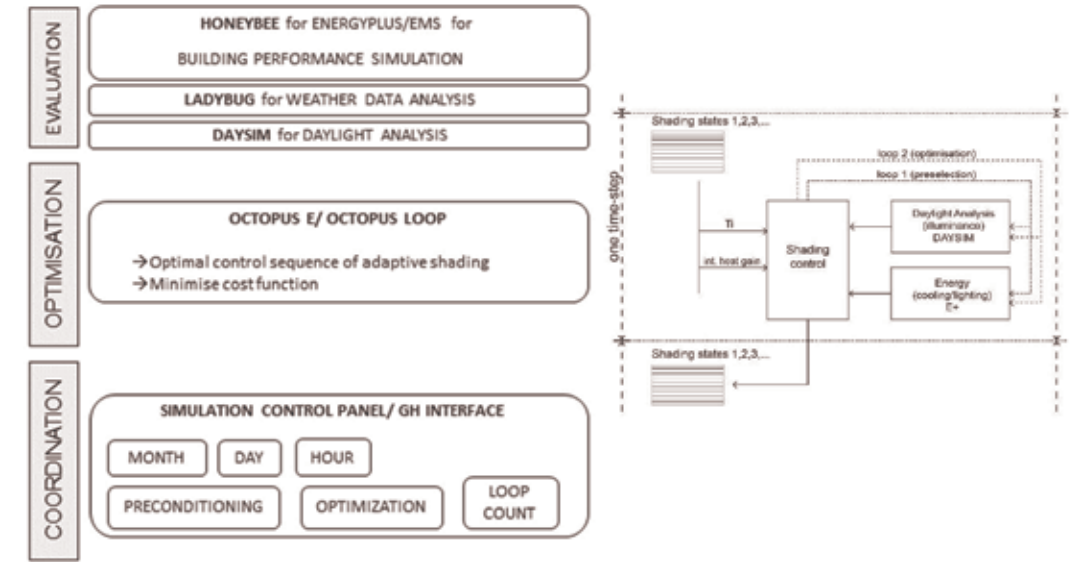 EVALUATION
HONEYBEE for ENERGYPLUS/EMS for
BUILDING PERFORMANCE SIMULATION
LADYBUG for WEATHER DATA ANALYSIS
DAYSIM for DAYLIGHT ANALYSIS
OPTIMISATION
OCTOPUS E/ OCTOPUS LOOP
→Optimal control sequence of adaptive shading
→Minimise cost function
COORDINATION
SIMULATION CONTROL PANEL/ GH INTERFACE
MONTH
DAY
HOUR
PRECONDITIONING
OPTIMIZATION
LOOP
COUNT
one time-step
Shading states 1,2,3,...
loop 2 (optimisation)
loop 1 (preselection)
Ti
int. heat gain
Shading
control
Daylight Analysis
(illuminance)
DAYSIM
Energy
(cooling/lighting)
E+
Shading states 1,2,3,...